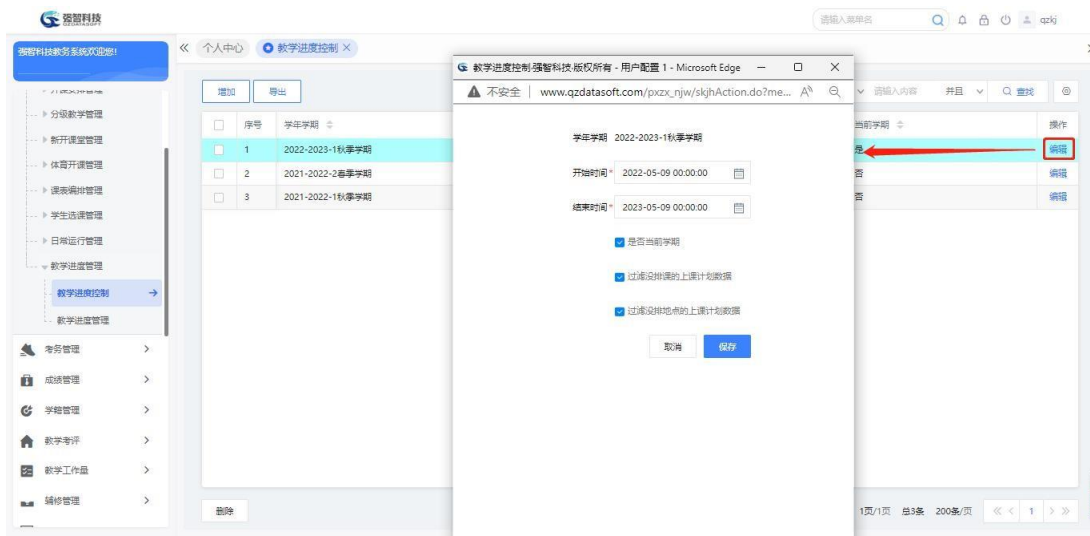 强智科技
QZDATASOFT
请输入菜单名
qzkj
强智科技教务系统欢迎您!
个人中心
教学进度控制
分级教学管理
新开课堂管理
体育开课管理
课表编排管理
学生选课管理
日常运行管理
教学进度管理
教学进度控制
教学进度管理
考务管理
成绩管理
学籍管理
教学考评
教学工作量
辅修管理
增加
导出
请输入内容
并且
查找
序号
学年学期
当前学期
操作
1
2022-2023-1秋季学期
是
编辑
2
2021-2022-2春季学期
否
编辑
3
2021-2022-1秋季学期
否
编辑
教学进度控制-强智科技-版权所有 - 用户配置 1 - Microsoft Edge
不安全
www.qzdatasoft.com/pxzx_njw/skjhAction.do?me...
学年学期 2022-2023-1秋季学期
开始时间* 2022-05-09 00:00:00
结束时间* 2023-05-09 00:00:00
是否当前学期
过滤没排课的上课计划数据
过滤没排地点的上课计划数据
取消
保存
删除
1页/1页 总3条 200条/页
1